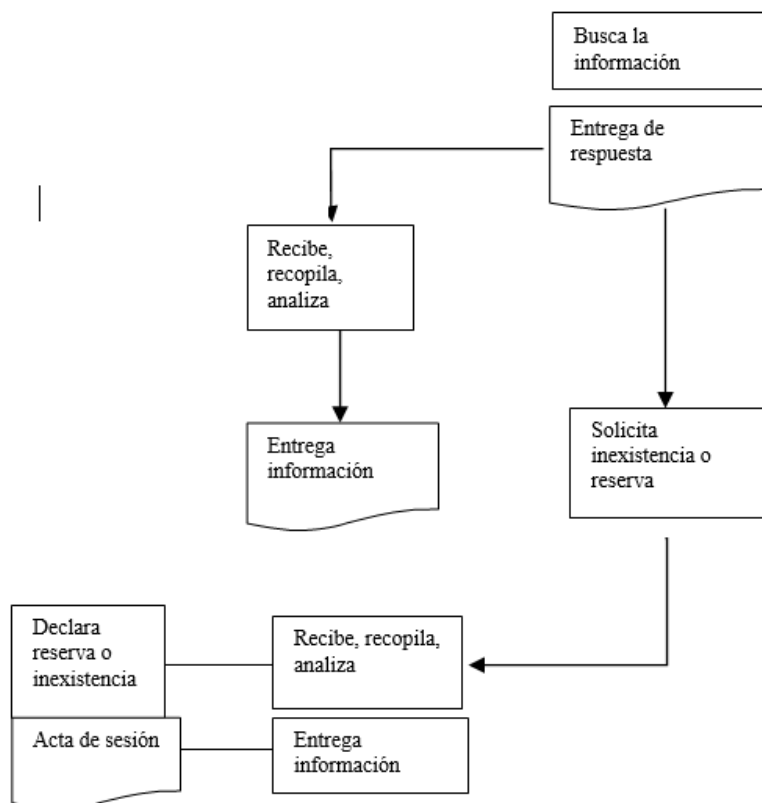 Busca la
información
Entrega de
respuesta
Recibe,
recopila,
analiza
Entrega
información
Solicita
inexistencia o
reserva
Declara
reserva o
inexistencia
Recibe, recopila,
analiza
Acta de sesión
Entrega
información